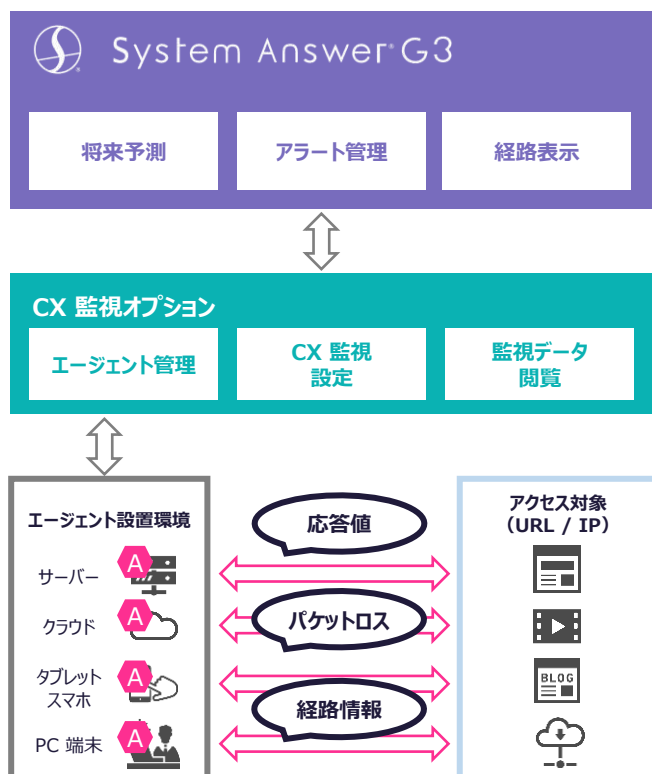 System Answer G3
将来予測
アラート管理
経路表示
CX 監視オプション
エージェント管理
CX 監視
設定
監視データ
閲覧
エージェント設置環境
サーバー
A
クラウド
A
タブレット
スマホ
A
PC 端末
A
応答値
パケットロス
経路情報
アクセス対象
（URL / IP）
BLOG